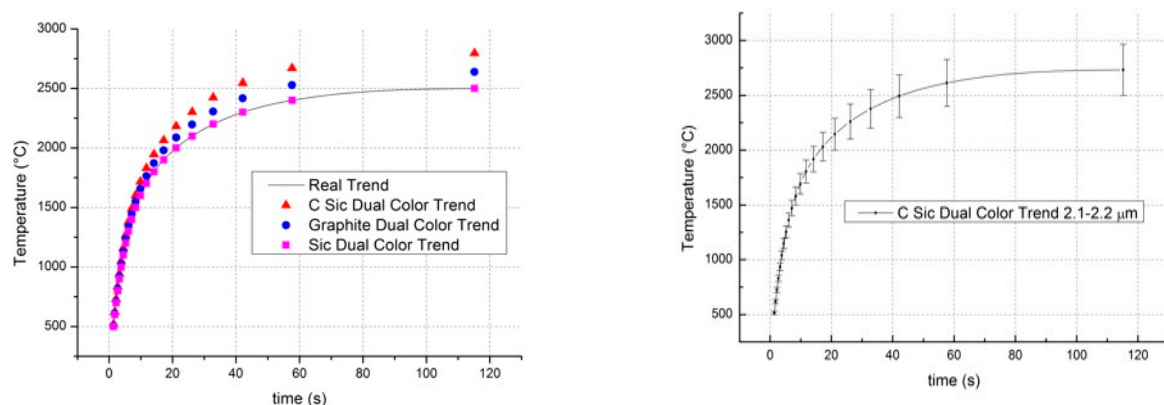 3000
2500
2000
1500
1000
500
Temperature (°C)
Real Trend
C Sic Dual Color Trend
Graphite Dual Color Trend
Sic Dual Color Trend
0 20 40 60 80 100 120
time (s)
3000
2500
2000
1500
1000
500
Temperature (°C)
C Sic Dual Color Trend 2.1-2.2 μm
0 20 40 60 80 100 120
time (s)